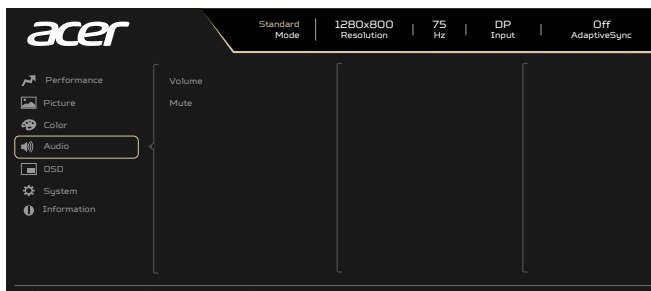 acer
Standard Mode
1280x800 Resolution
75 Hz
DP Input
Off AdaptiveSync
Performance
Picture
Color
Audio
OSD
System
Information
Volume
Mute